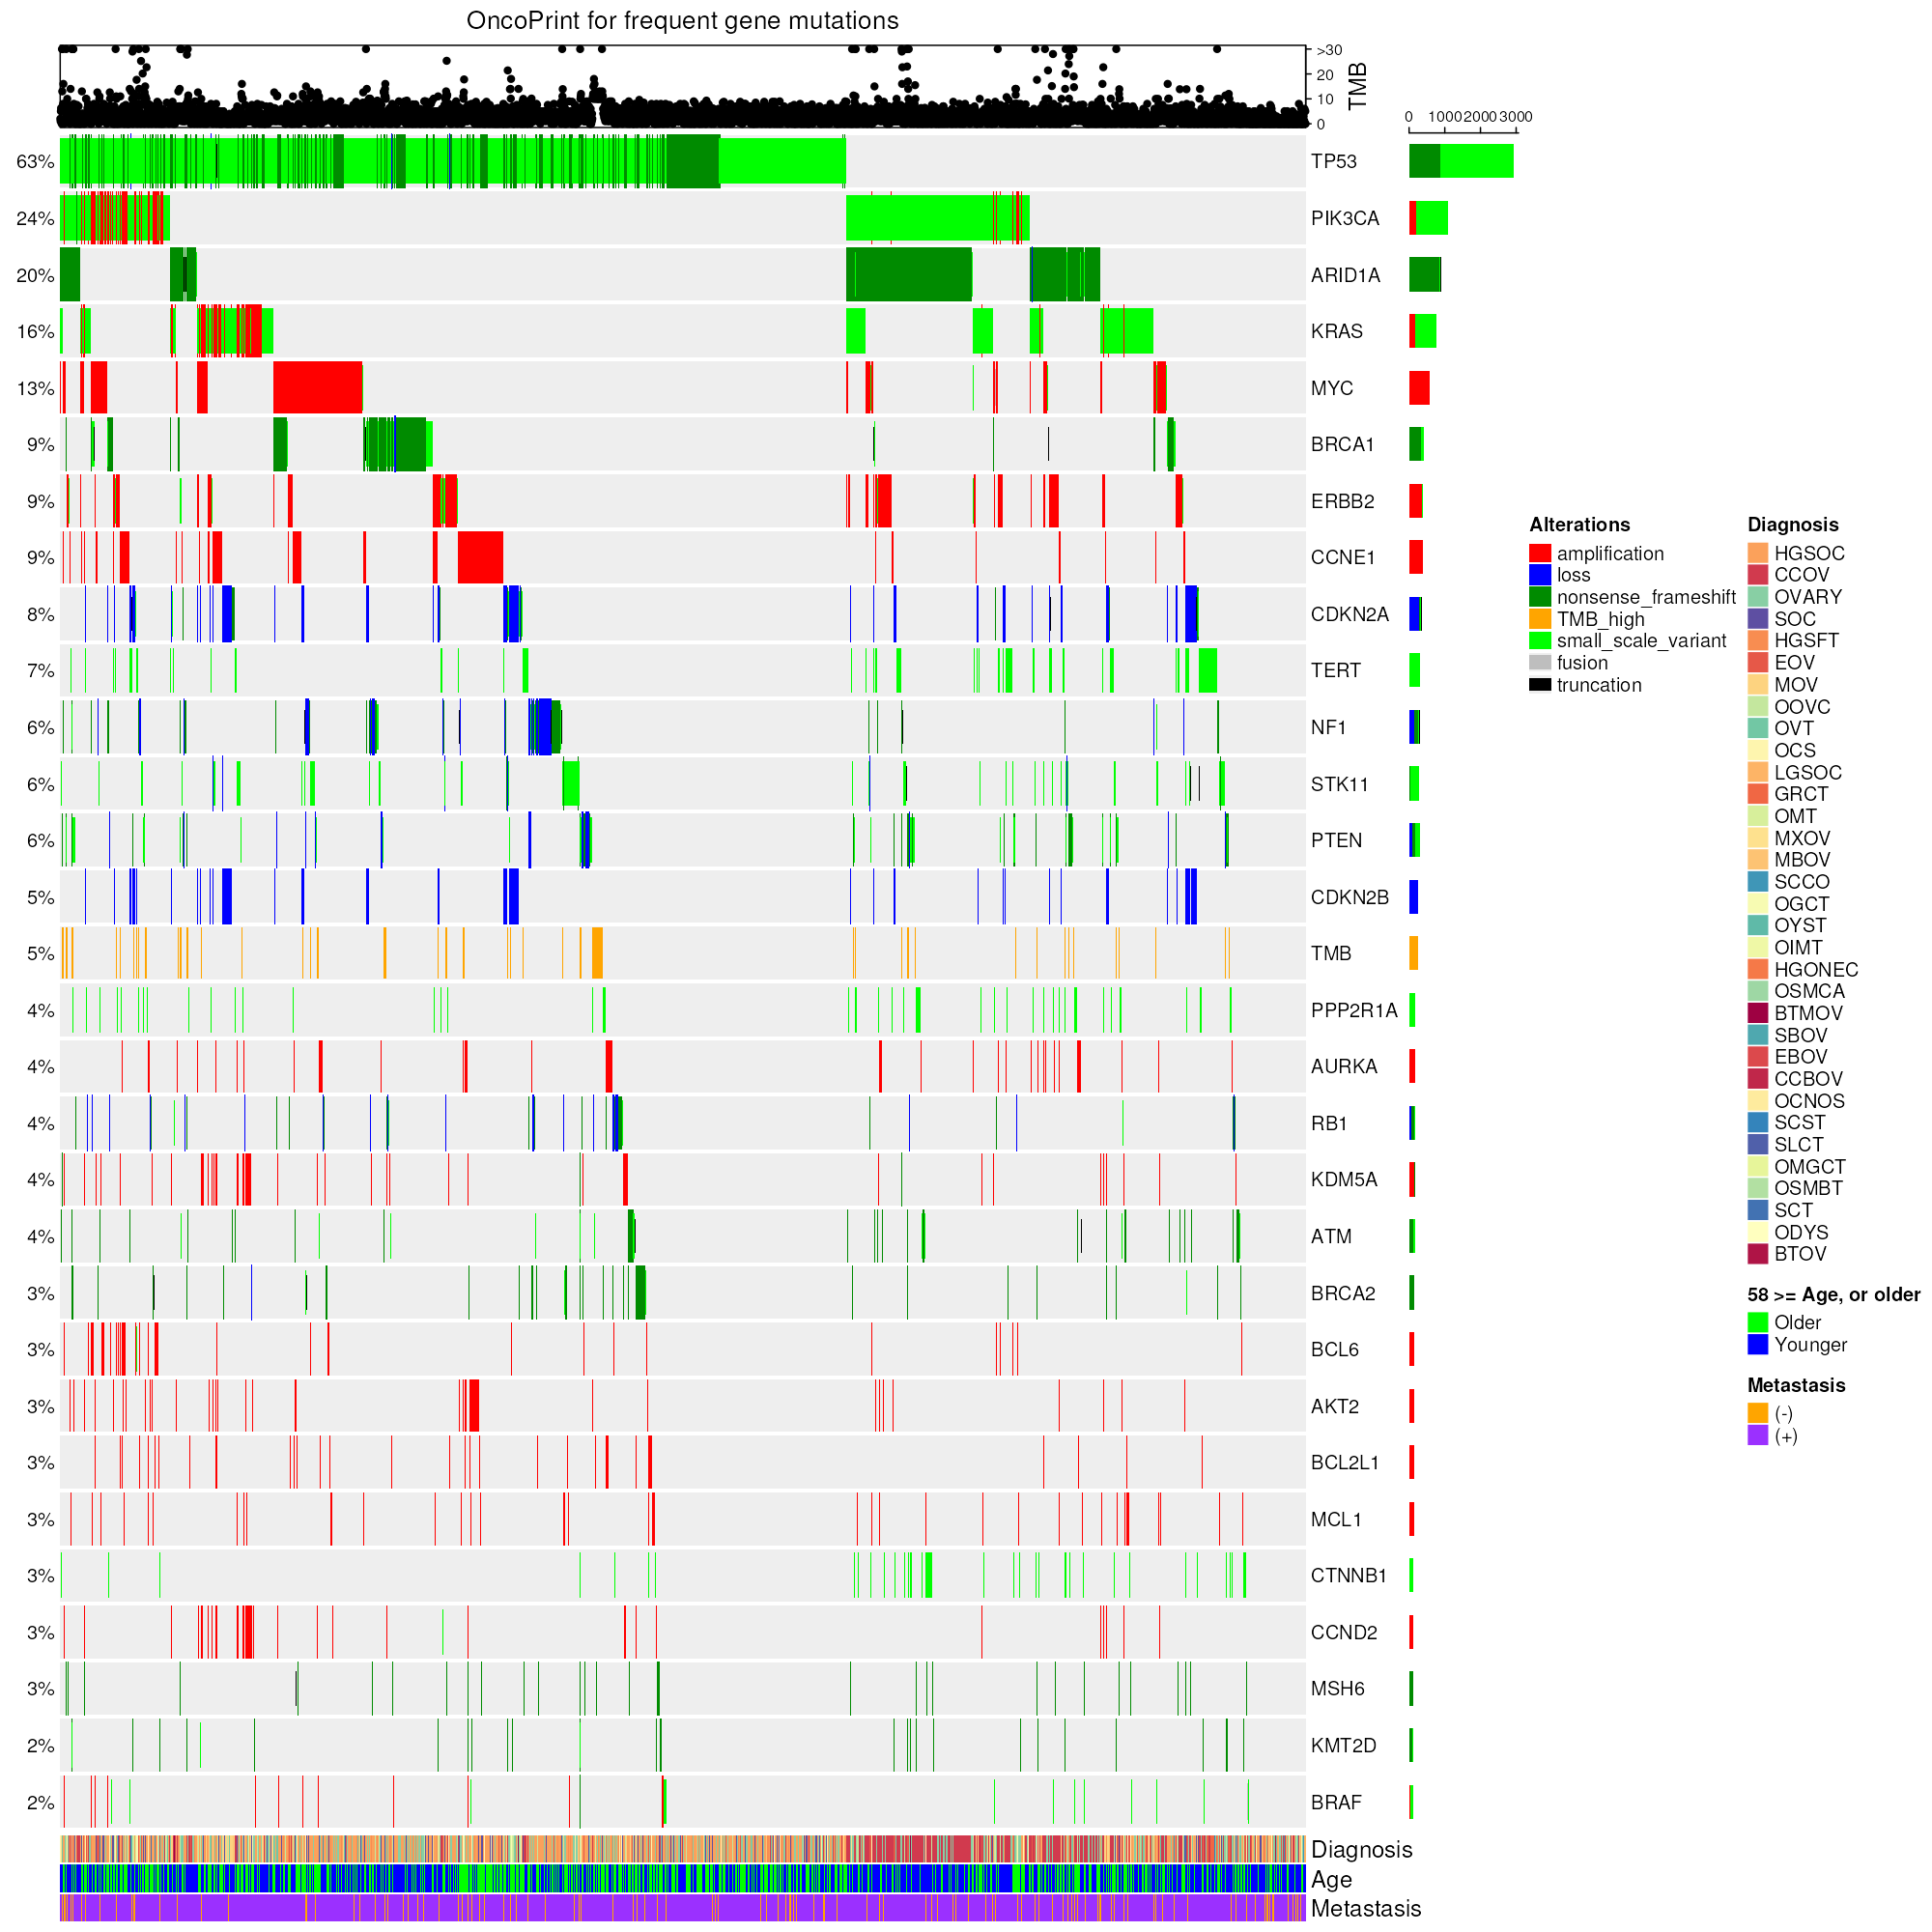 OncoPrint for frequent gene mutations
>30
20
10
0
TMB
0 1000 2000 3000
63% TP53
24% PIK3CA
20% ARID1A
16% KRAS
13% MYC
9% BRCA1
9% ERBB2
9% CCNE1
8% CDKN2A
7% TERT
6% NF1
6% STK11
6% PTEN
5% CDKN2B
5% TMB
4% PPP2R1A
4% AURKA
4% RB1
4% KDM5A
4% ATM
3% BRCA2
3% BCL6
3% AKT2
3% BCL2L1
3% MCL1
3% CTNNB1
3% CCND2
3% MSH6
2% KMT2D
2% BRAF
Diagnosis
Age
Metastasis
Alterations
amplification
loss
nonsense_frameshift
TMB_high
small_scale_variant
fusion
truncation
Diagnosis
HGSOC
CCOV
OVARY
SOC
HGSFT
EOV
MOV
OOVC
OVT
OCS
LGSOC
GRCT
OMT
MXOV
MBOV
SCCO
OGCT
OYST
OIMT
HGONEC
OSMCA
BTMOV
SBOV
EBOV
CCBOV
OCNOS
SCST
SLCT
OMGCT
OSMBT
SCT
ODYS
BTOV
58 >= Age, or older
Older
Younger
Metastasis
(-)
(+)